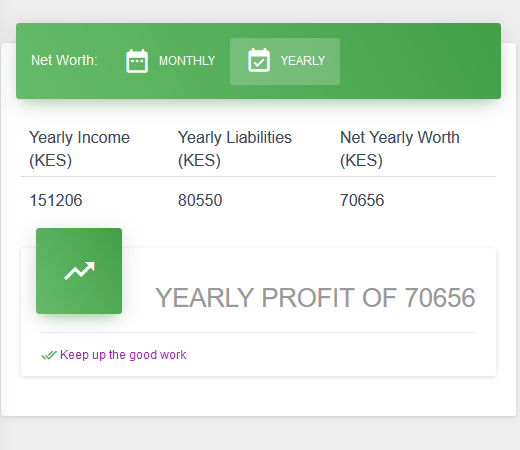 Net Worth: MONTHLY YEARLY
Yearly Income Yearly Liabilities Net Yearly Worth
(KES) (KES) (KES)
151206 80550 70656
YEARLY PROFIT OF 70656
Keep up the good work